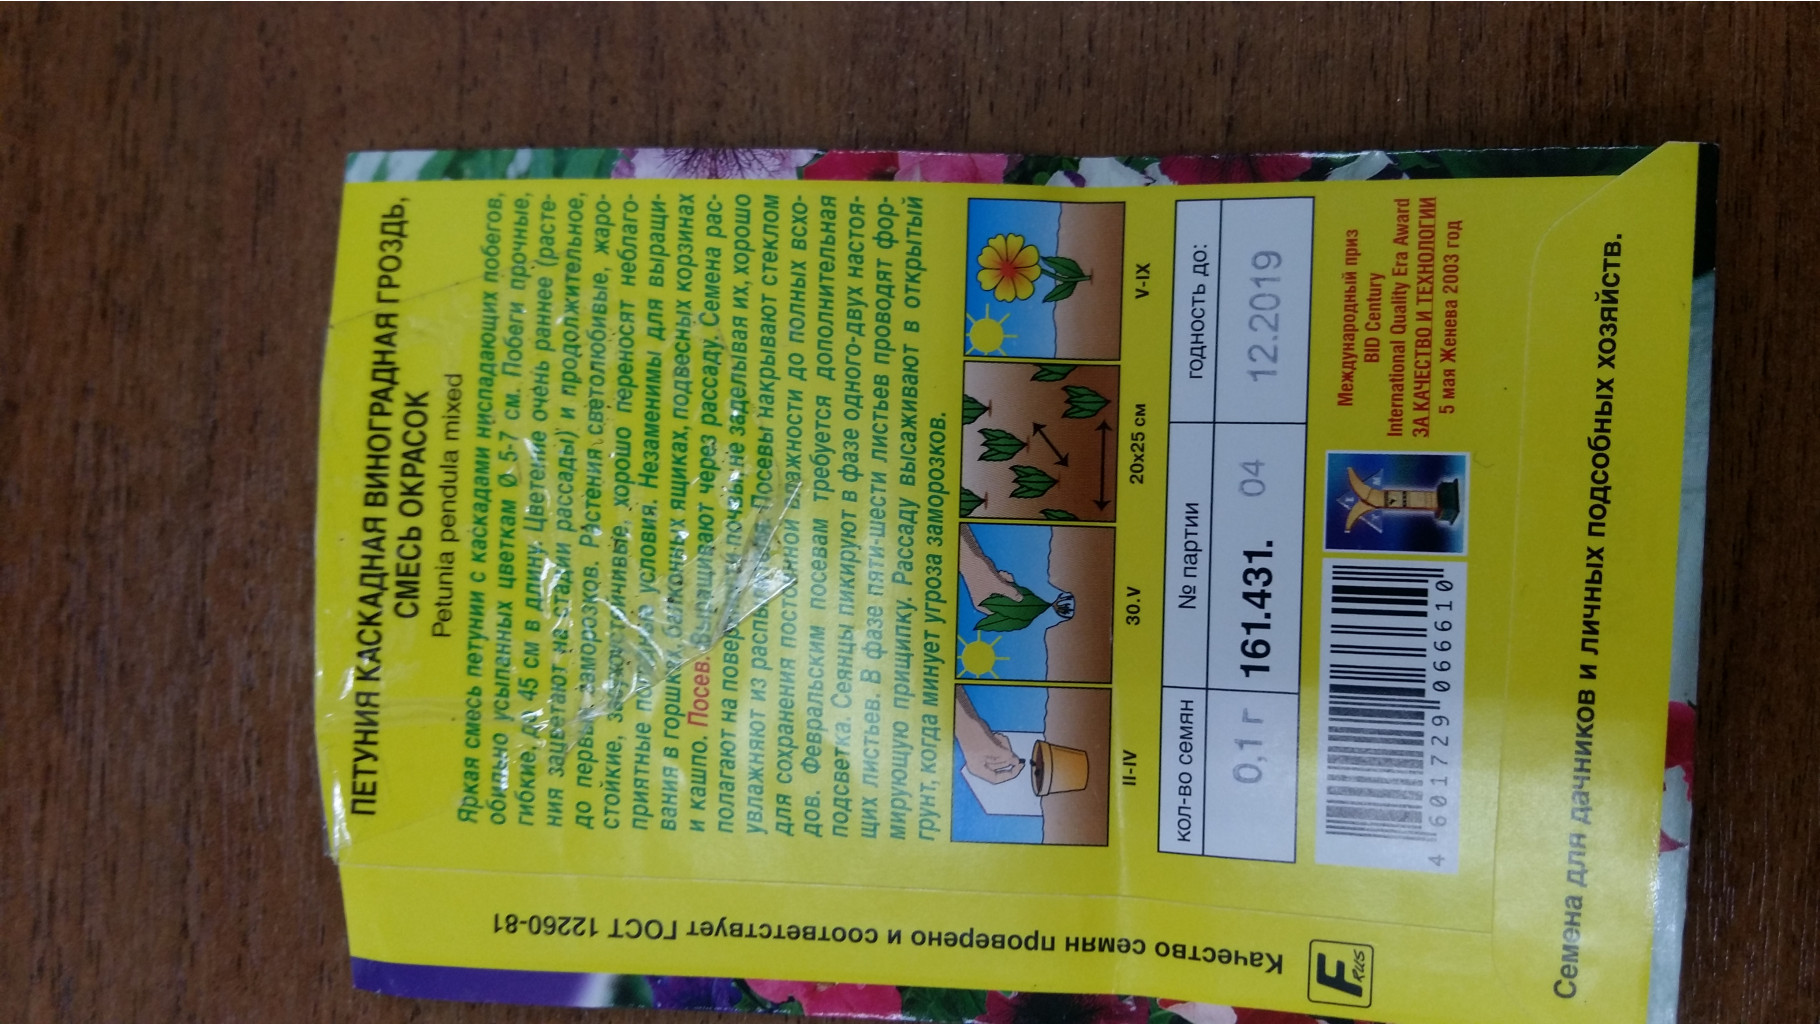 ПЕТУНИЯ КАСКАДНАЯ ВИНОГРАДНАЯ ГРОЗДЬ,
СМЕСЬ ОКРАСОК
Petunia pendula mixed
Яркая смесь петунии с каскадами ниспадающих побегов,
обильно усыпанных цветками Ø 5-7 см. Побеги прочные,
гибкие, до 45 см в длину. Цветение очень раннее (расте-
ния зацветают на стадии рассады) и продолжительное,
до первых заморозков. Растения светолюбивые, жаро-
стойкие, хорошо переносят неблаго-
приятные условия. Незаменимы для выращи-
вания в горшках, балконных ящиках, подвесных корзинах
и кашпо. Посев. Выращивают через рассаду. Семена рас-
полагают на поверхности почвы, не заделывая их, хорошо
увлажняют из распылителя. Посевы накрывают стеклом
для сохранения постоянной влажности до полных всхо-
дов. Февральским посевам требуется дополнительная
подсветка. Сеянцы пикируют в фазе одного-двух настоя-
щих листьев. В фазе пяти-шести листьев проводят фор-
мирующую прищипку. Рассаду высаживают в открытый
грунт, когда минует угроза заморозков.
II-IV 30.V 20x25 см V-IX
кол-во семян № партии годность до:
0,1 г 161.431. 04 12.2019
4 601729 066610
Международный приз
BID Century
International Quality Era Award
ЗА КАЧЕСТВО И ТЕХНОЛОГИИ
5 мая Женева 2003 год
Семена для дачников и личных подсобных хозяйств.
Качество семян проверено и соответствует ГОСТ 12260-81
F RUS